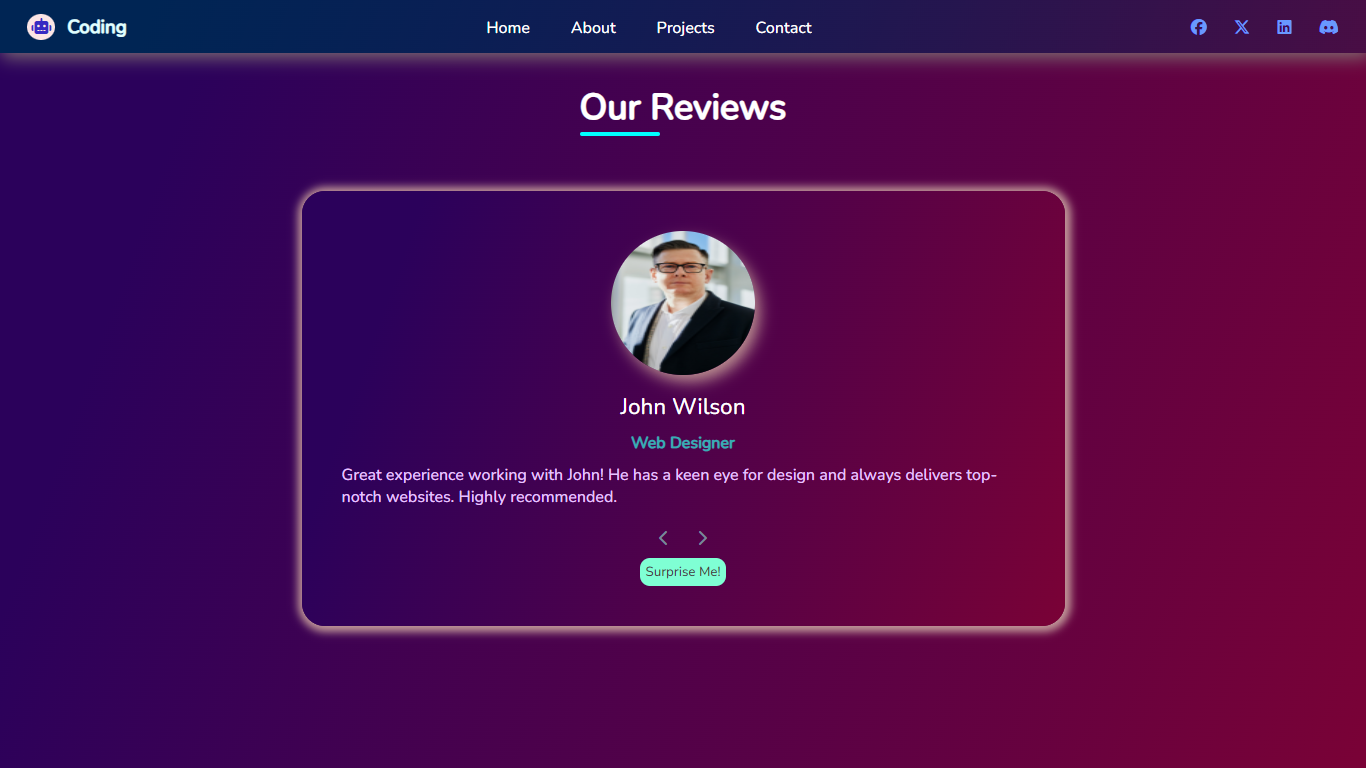 Coding
Home
About
Projects
Contact
Our Reviews
John Wilson
Web Designer
Great experience working with John! He has a keen eye for design and always delivers top-
notch websites. Highly recommended.
Surprise Me!